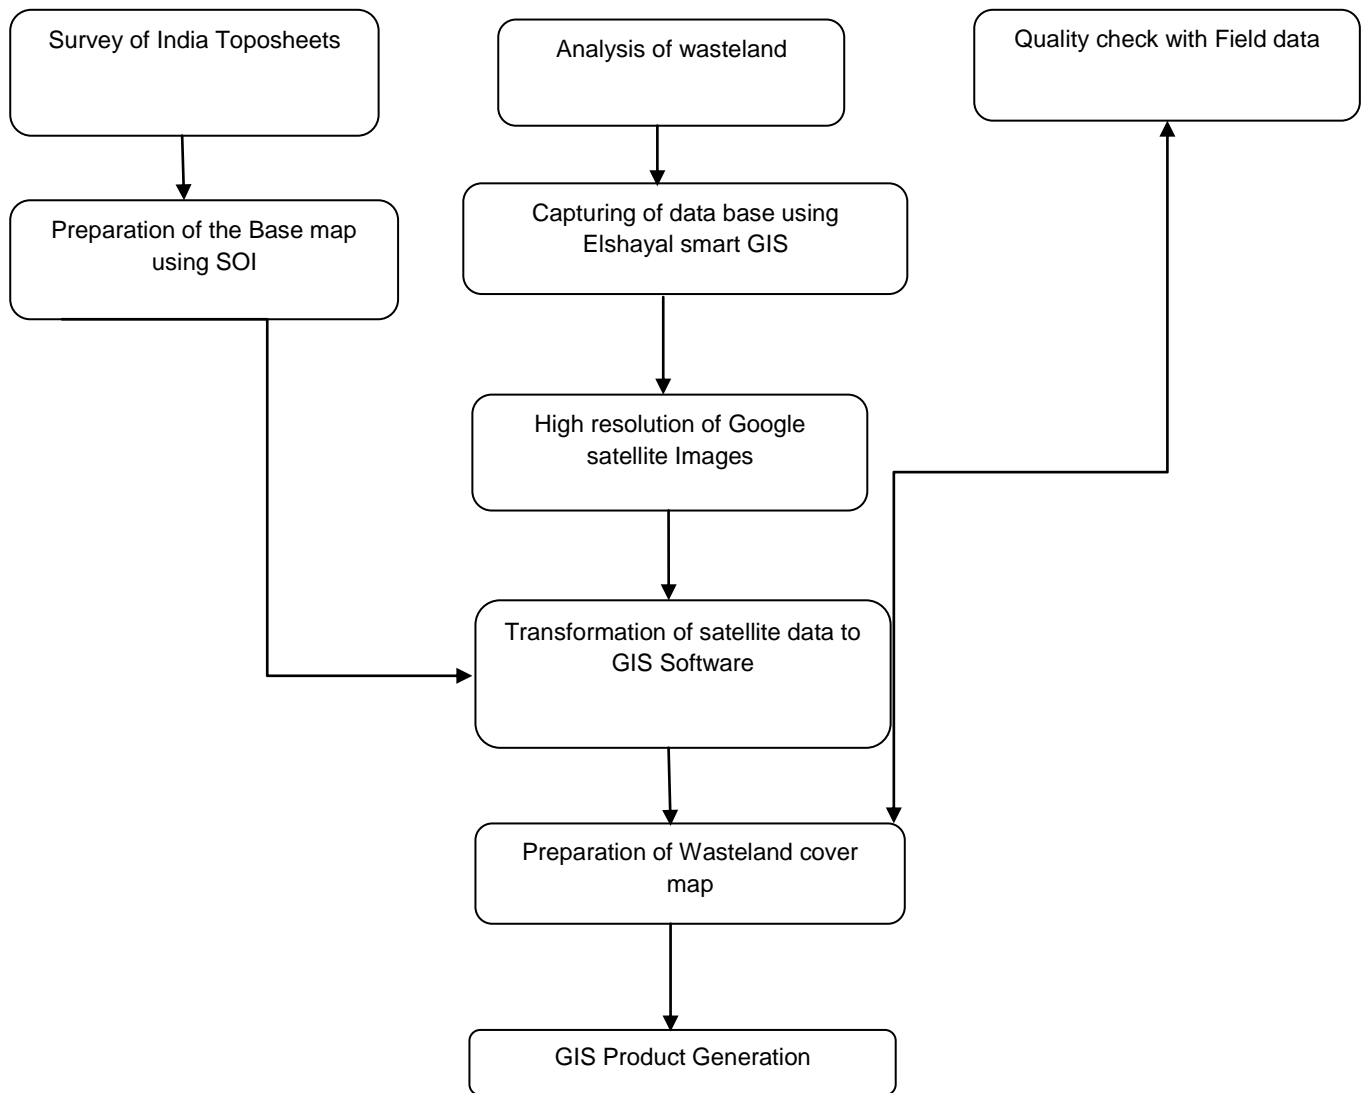 Survey of India Toposheets
Analysis of wasteland
Quality check with Field data
Preparation of the Base map
using SOI
Capturing of data base using
Elshayal smart GIS
High resolution of Google
satellite Images
Transformation of satellite data to
GIS Software
Preparation of Wasteland cover
map
GIS Product Generation